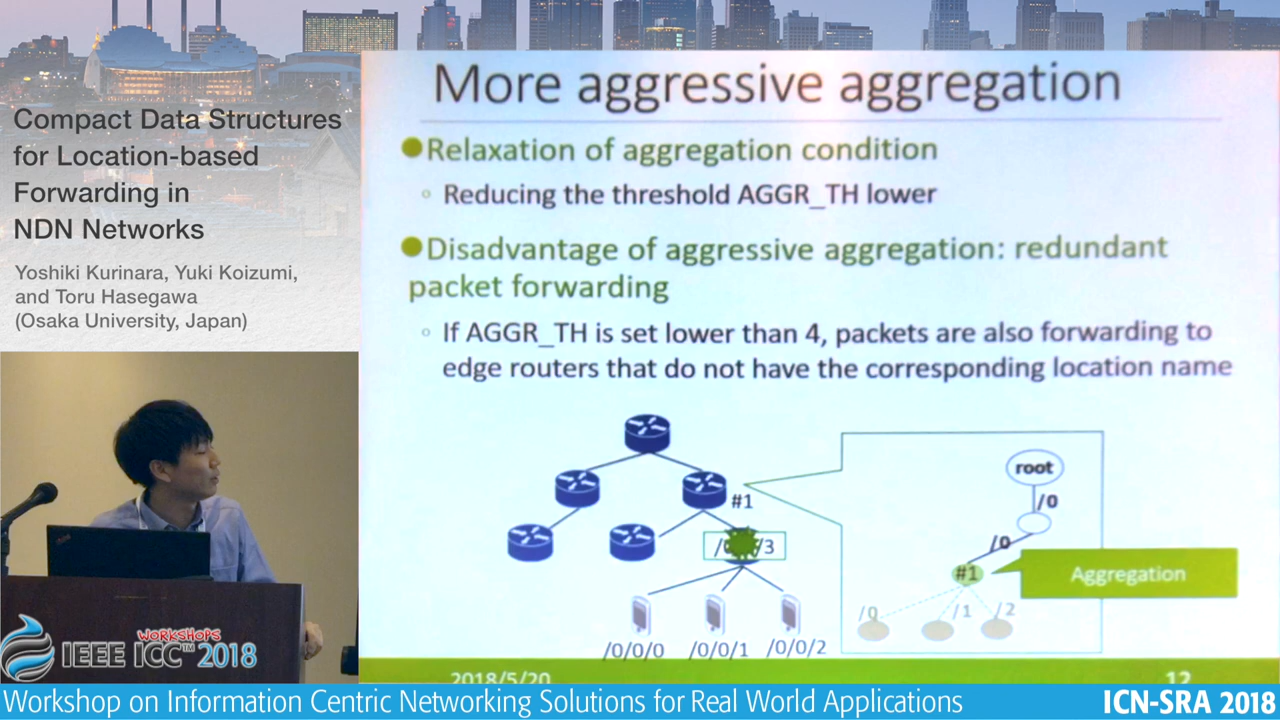 Compact Data Structures
for Location-based
Forwarding in
NDN Networks
Yoshiki Kurinara, Yuki Koizumi,
and Toru Hasegawa
(Osaka University, Japan)
More aggressive aggregation
Relaxation of aggregation condition
Reducing the threshold AGGR_TH lower
Disadvantage of aggressive aggregation: redundant
packet forwarding
If AGGR_TH is set lower than 4, packets are also forwarding to
edge routers that do not have the corresponding location name
#1
/3
/0/0/0 /0/0/1 /0/0/2
root
/0
/0
#1
Aggregation
/0 /1 /2
2018/5/20
12
WORKSHOPS
IEEE ICC™ 2018
Workshop on Information Centric Networking Solutions for Real World Applications
ICN-SRA 2018